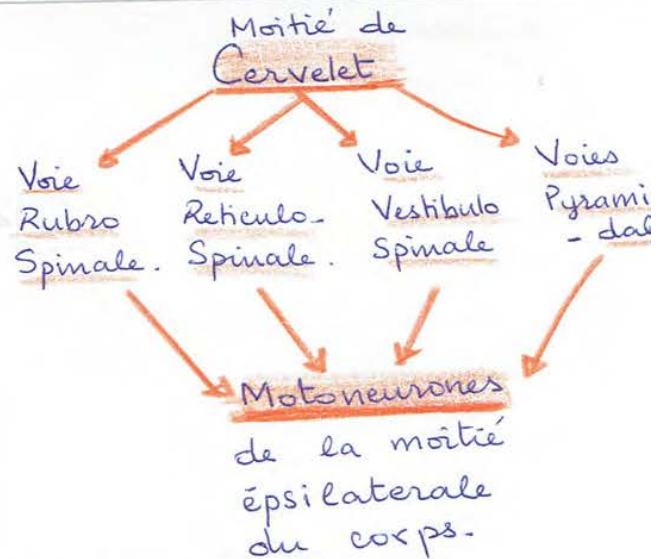 Moitié de
Cervelet
Voie
Rubro
Spinale.
Voie
Reticulo-
Spinale.
Voie
Vestibulo
Spinale
Voies
Pyrami
- dal
Motoneurones
de la moitié
épsilaterale
du corps.